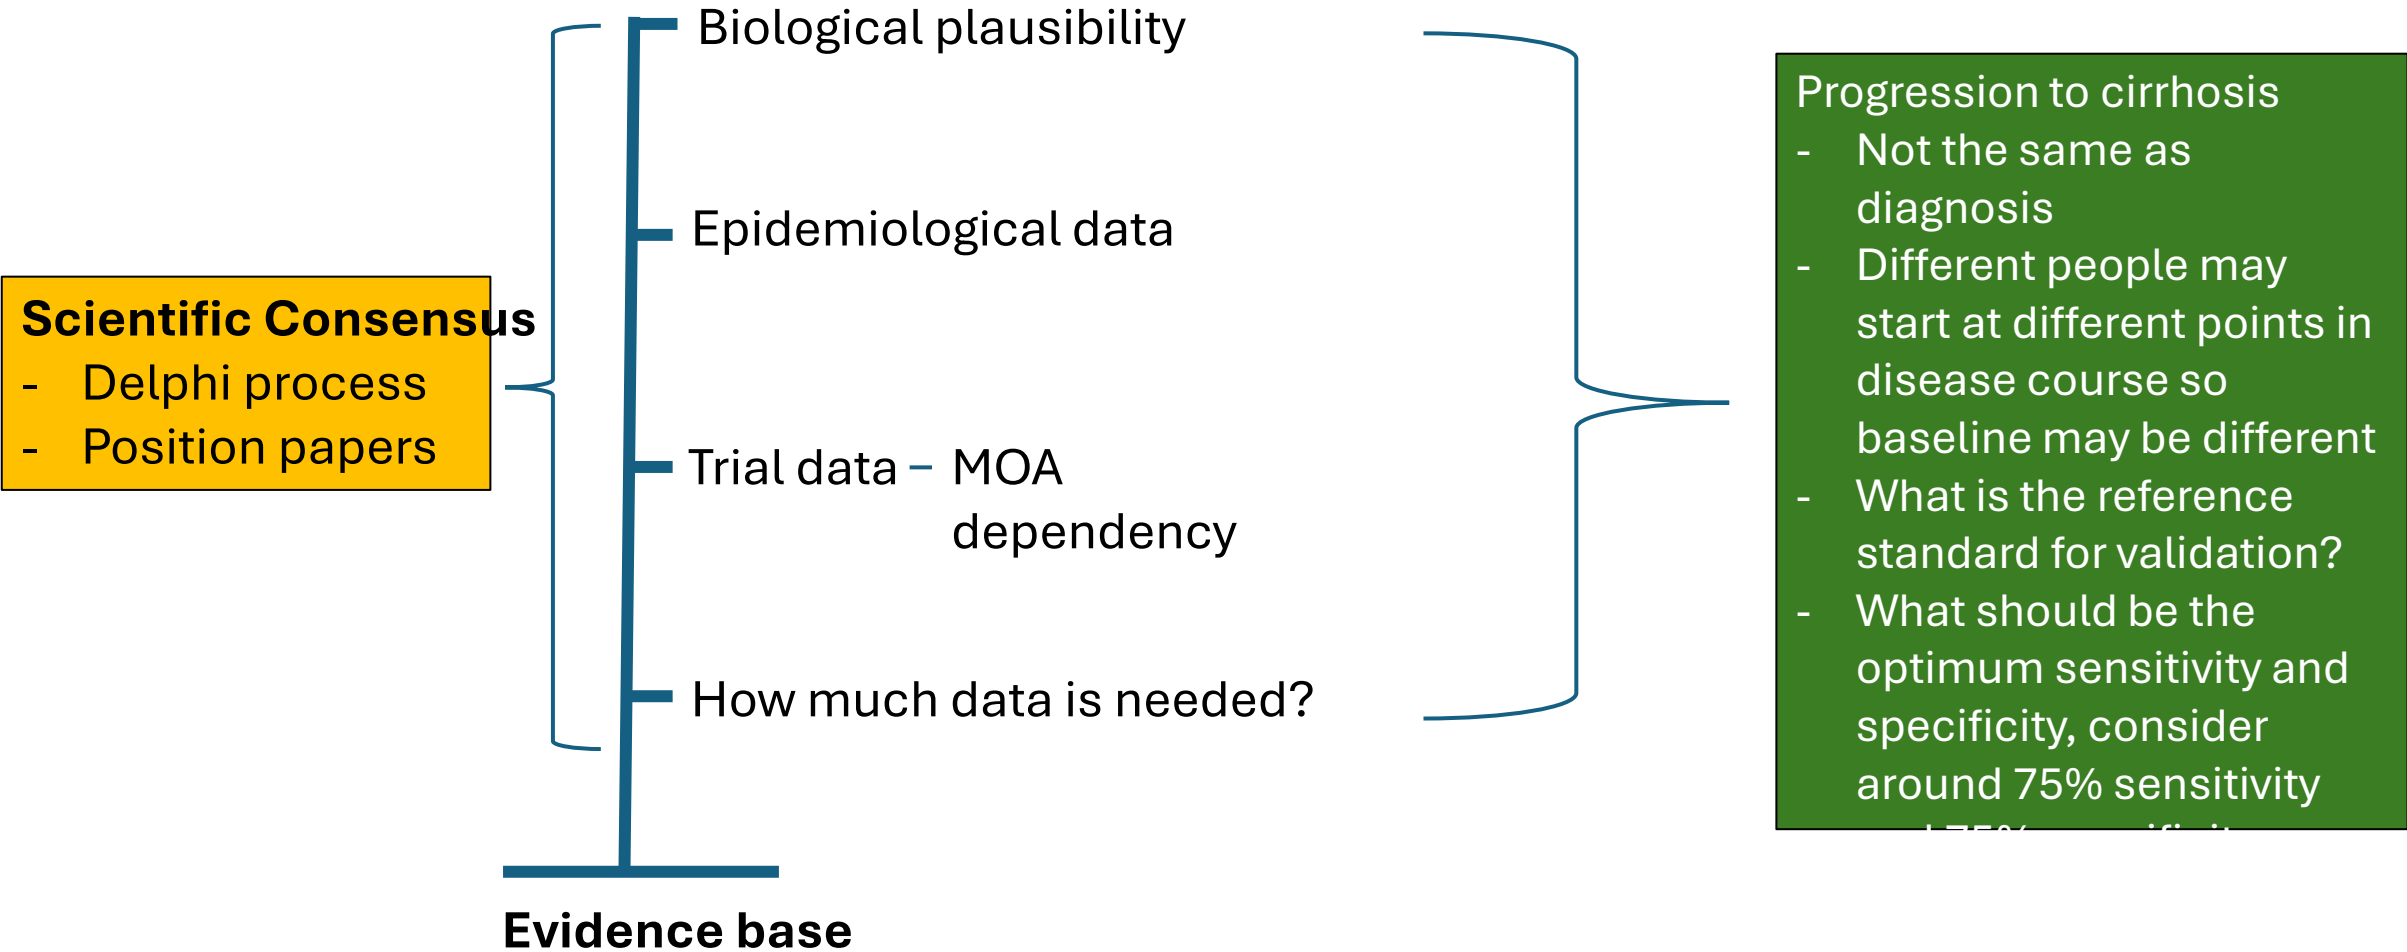 Scientific Consensus
- Delphi process
- Position papers
Biological plausibility
Epidemiological data
Trial data – MOA
dependency
How much data is needed?
Evidence base
Progression to cirrhosis
- Not the same as
diagnosis
- Different people may
start at different points in
disease course so
baseline may be different
- What is the reference
standard for validation?
- What should be the
optimum sensitivity and
specificity, consider
around 75% sensitivity